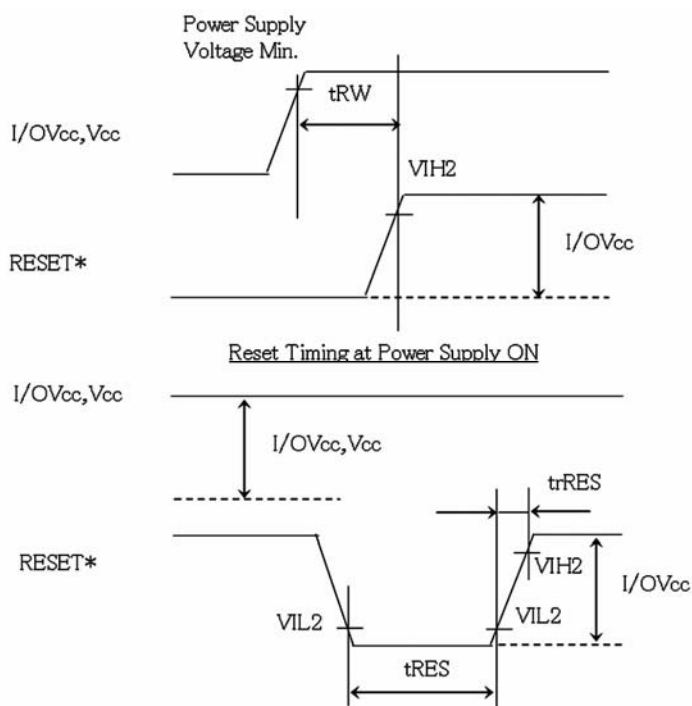 Power Supply
Voltage Min.
tRW
I/OVcc,Vcc
VIH2
I/OVcc
RESET*
Reset Timing at Power Supply ON
I/OVcc,Vcc
I/OVcc,Vcc
trRES
RESET*
VIH2
I/OVcc
VIL2
VIL2
tRES